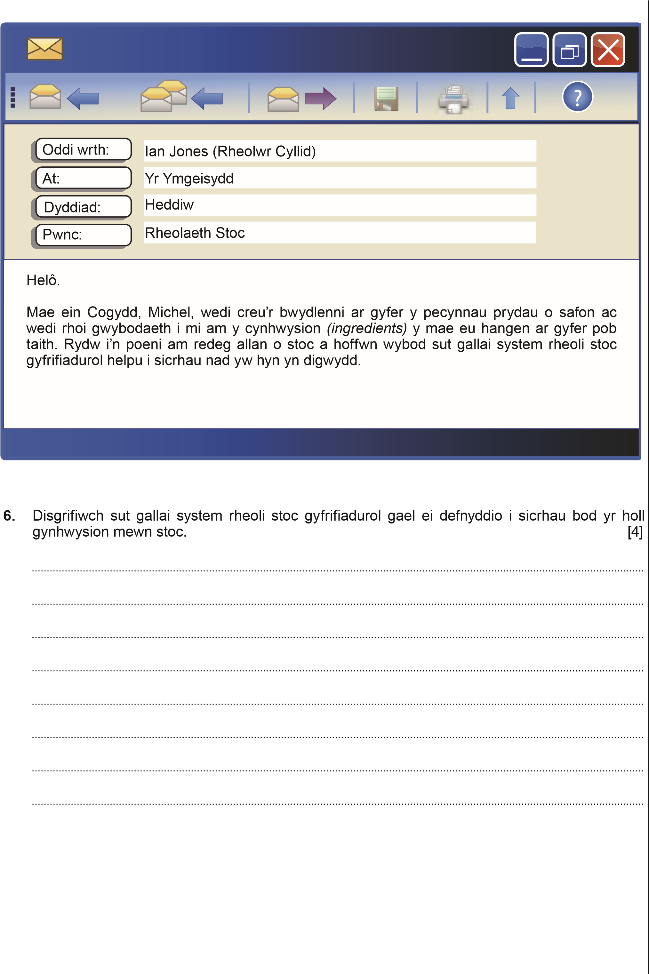 ?
Oddi wrth: Ian Jones (Rheolwr Cyllid)
At: Yr Ymgeisydd
Dyddiad: Heddiw
Pwnc: Rheolaeth Stoc
Helô.
Mae ein Cogydd, Michel, wedi creu'r bwydlenni ar gyfer y pecynnau prydau o safon ac
wedi rhoi gwybodaeth i mi am y cynhwysion (ingredients) y mae eu hangen ar gyfer pob
taith. Rydw i'n poeni am redeg allan o stoc a hoffwn wybod sut gallai system rheoli stoc
gyfrifiadurol helpu i sicrhau nad yw hyn yn digwydd.
6. Disgrifiwch sut gallai system rheoli stoc gyfrifiadurol gael ei defnyddio i sicrhau bod yr holl
gynhwysion mewn stoc. [4]